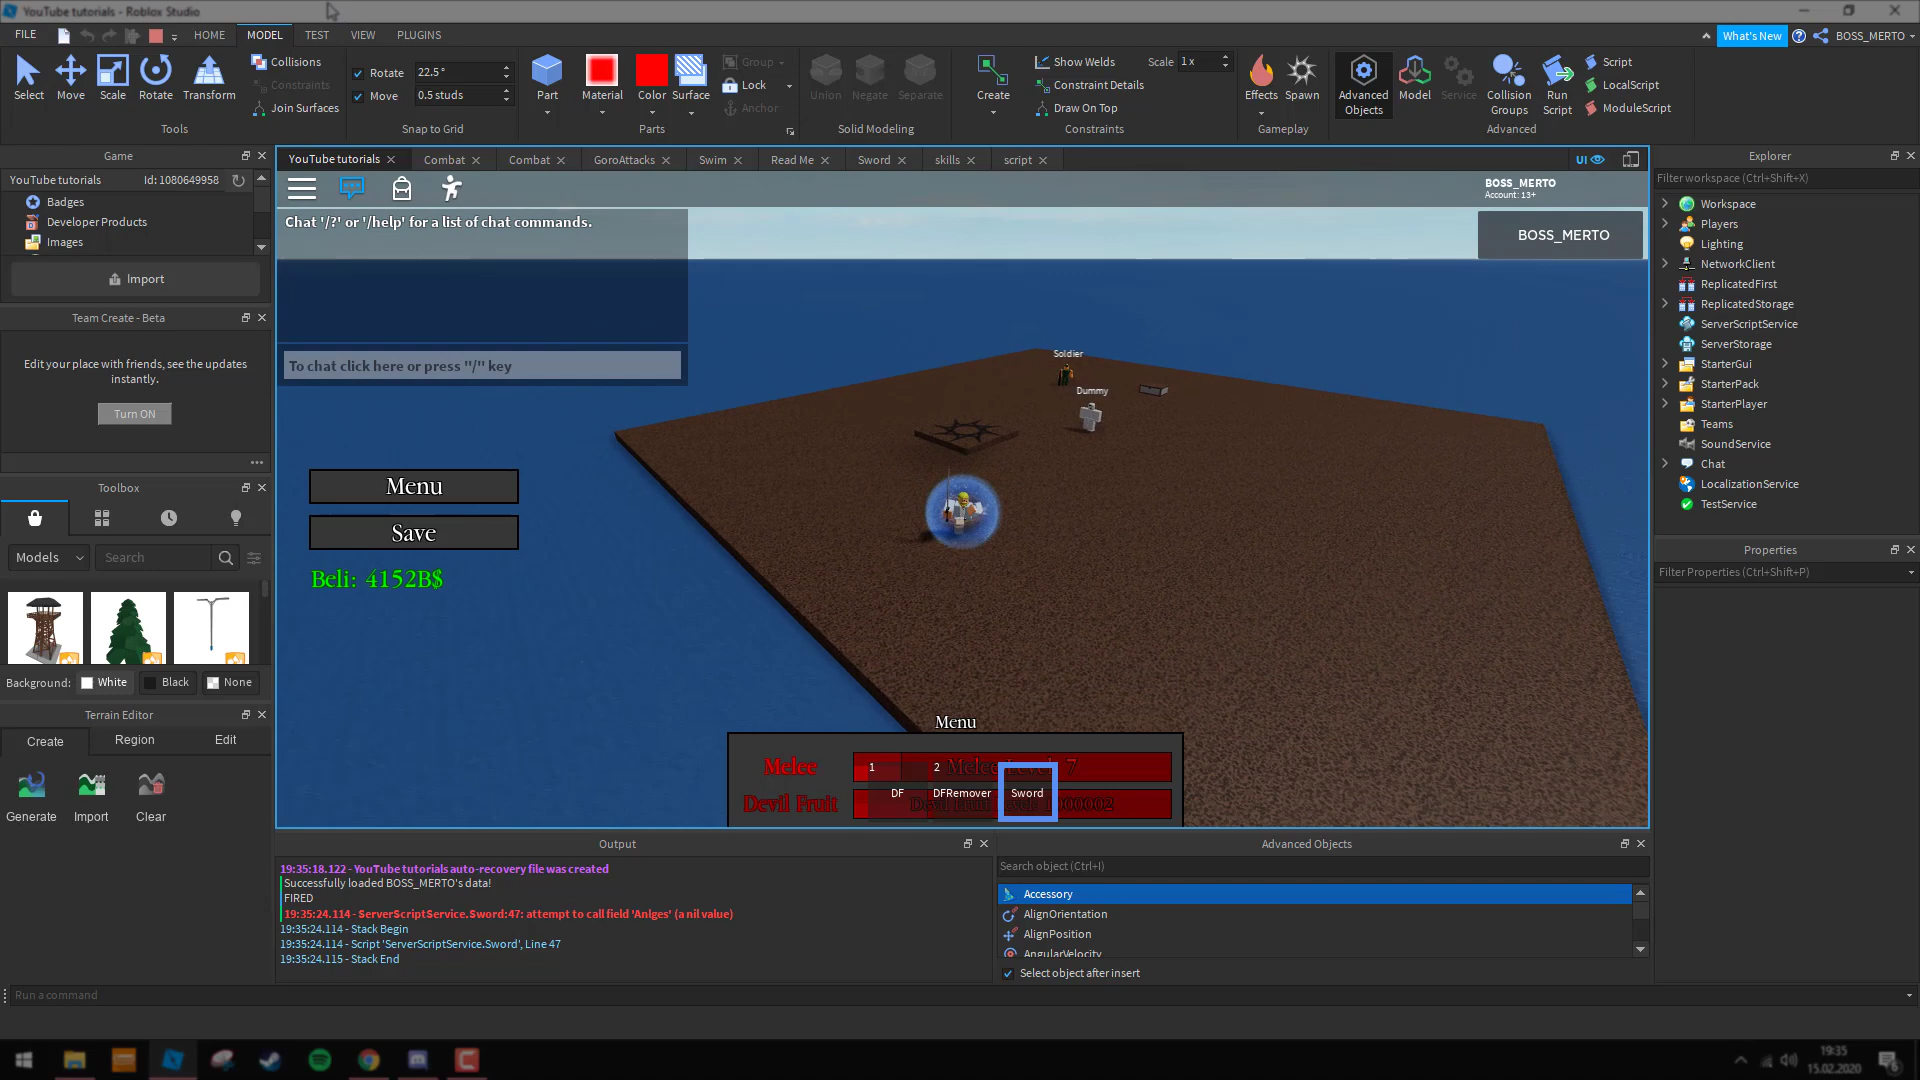 YouTube tutorials - Roblox Studio
FILE HOME MODEL TEST VIEW PLUGINS What's New BOSS_MERTO
Select Move Scale Rotate Transform
Collisions
Constraints
Join Surfaces
Tools
Rotate 22.5°
Move 0.5 studs
Snap to Grid
Part Material Color Surface
Group
Lock
Anchor
Parts
Union Negate Separate
Solid Modeling
Create
Show Welds
Scale 1 x
Constraint Details
Draw On Top
Constraints
Effects Spawn
Gameplay
Advanced Objects
Model
Service
Collision Groups
Run Script
Script
LocalScript
ModuleScript
Advanced
Game
YouTube tutorials Id: 1080649958
Badges
Developer Products
Images
Import
Team Create - Beta
Edit your place with friends, see the updates
instantly.
Turn ON
Toolbox
Models Search
Background: White Black None
Terrain Editor
Create Region Edit
Generate Import Clear
YouTube tutorials Combat Combat GoroAttacks Swim Read Me Sword skills script UI
BOSS_MERTO
Account: 13+
Chat '/?' or '/help' for a list of chat commands.
BOSS_MERTO
To chat click here or press "/" key
Soldier
Dummy
Menu
Save
Beli: 4152B$
Menu
Melee 1 2 Melee Level: 7
DF DFRemover Sword
Devil Fruit
Output
19:35:18.122 - YouTube tutorials auto-recovery file was created
Successfully loaded BOSS_MERTO's data!
FIRED
19:35:24.114 - ServerScriptService.Sword:47: attempt to call field 'Anlges' (a nil value)
19:35:24.114 - Stack Begin
19:35:24.114 - Script 'ServerScriptService.Sword', Line 47
19:35:24.115 - Stack End
Advanced Objects
Search object (Ctrl+I)
Accessory
AlignOrientation
AlignPosition
AngularVelocity
Select object after insert
Explorer
Filter workspace (Ctrl+Shift+X)
Workspace
Players
Lighting
NetworkClient
ReplicatedFirst
ReplicatedStorage
ServerScriptService
ServerStorage
StarterGui
StarterPack
StarterPlayer
Teams
SoundService
Chat
LocalizationService
TestService
Properties
Filter Properties (Ctrl+Shift+P)
Run a command
19:35
15.02.2020